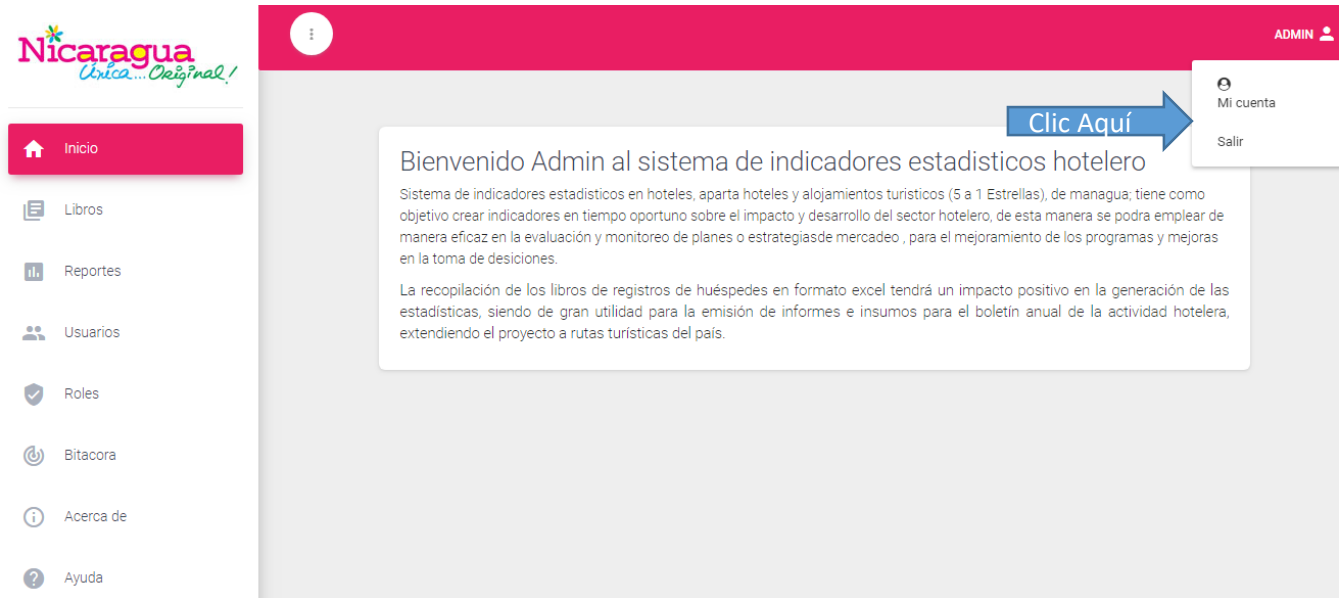 Nicaragua
Única...Original!
ADMIN
Mi cuenta
Clic Aquí
Salir
Inicio
Libros
Reportes
Usuarios
Roles
Bitacora
Acerca de
Ayuda
Bienvenido Admin al sistema de indicadores estadisticos hotelero
Sistema de indicadores estadisticos en hoteles, aparta hoteles y alojamientos turisticos (5 a 1 Estrellas), de managua; tiene como
objetivo crear indicadores en tiempo oportuno sobre el impacto y desarrollo del sector hotelero, de esta manera se podra emplear de
manera eficaz en la evaluación y monitoreo de planes o estrategiasde mercadeo , para el mejoramiento de los programas y mejoras
en la toma de desiciones.
La recopilación de los libros de registros de huéspedes en formato excel tendrá un impacto positivo en la generación de las
estadísticas, siendo de gran utilidad para la emisión de informes e insumos para el boletín anual de la actividad hotelera,
extendiendo el proyecto a rutas turísticas del país.